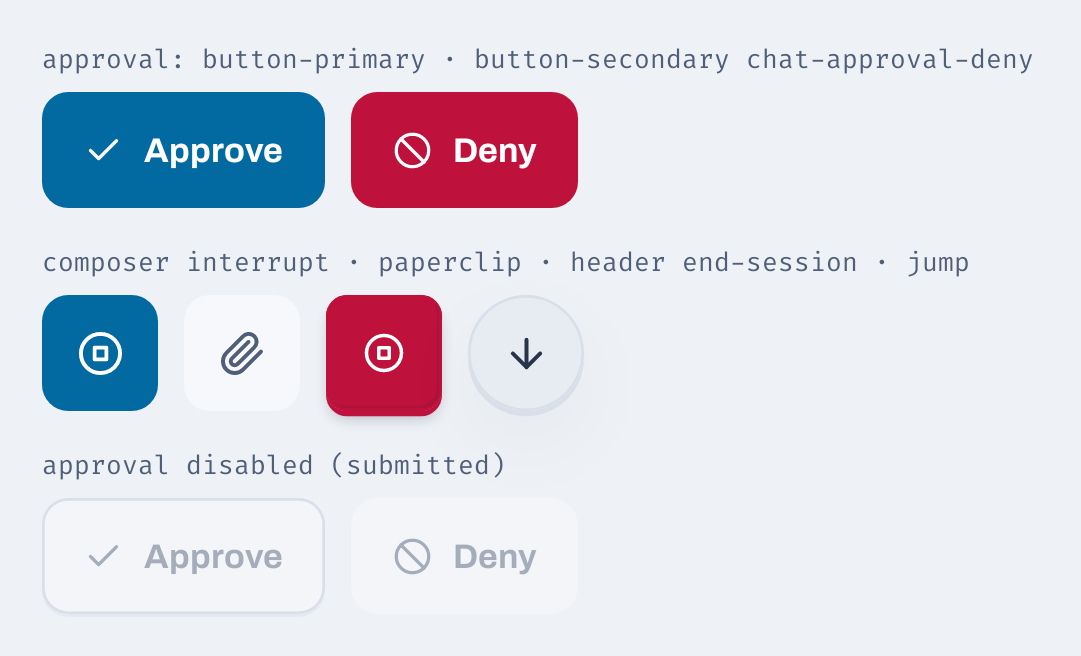 approval: button-primary · button-secondary chat-approval-deny
Approve Deny
composer interrupt · paperclip · header end-session · jump
approval disabled (submitted)
Approve Deny